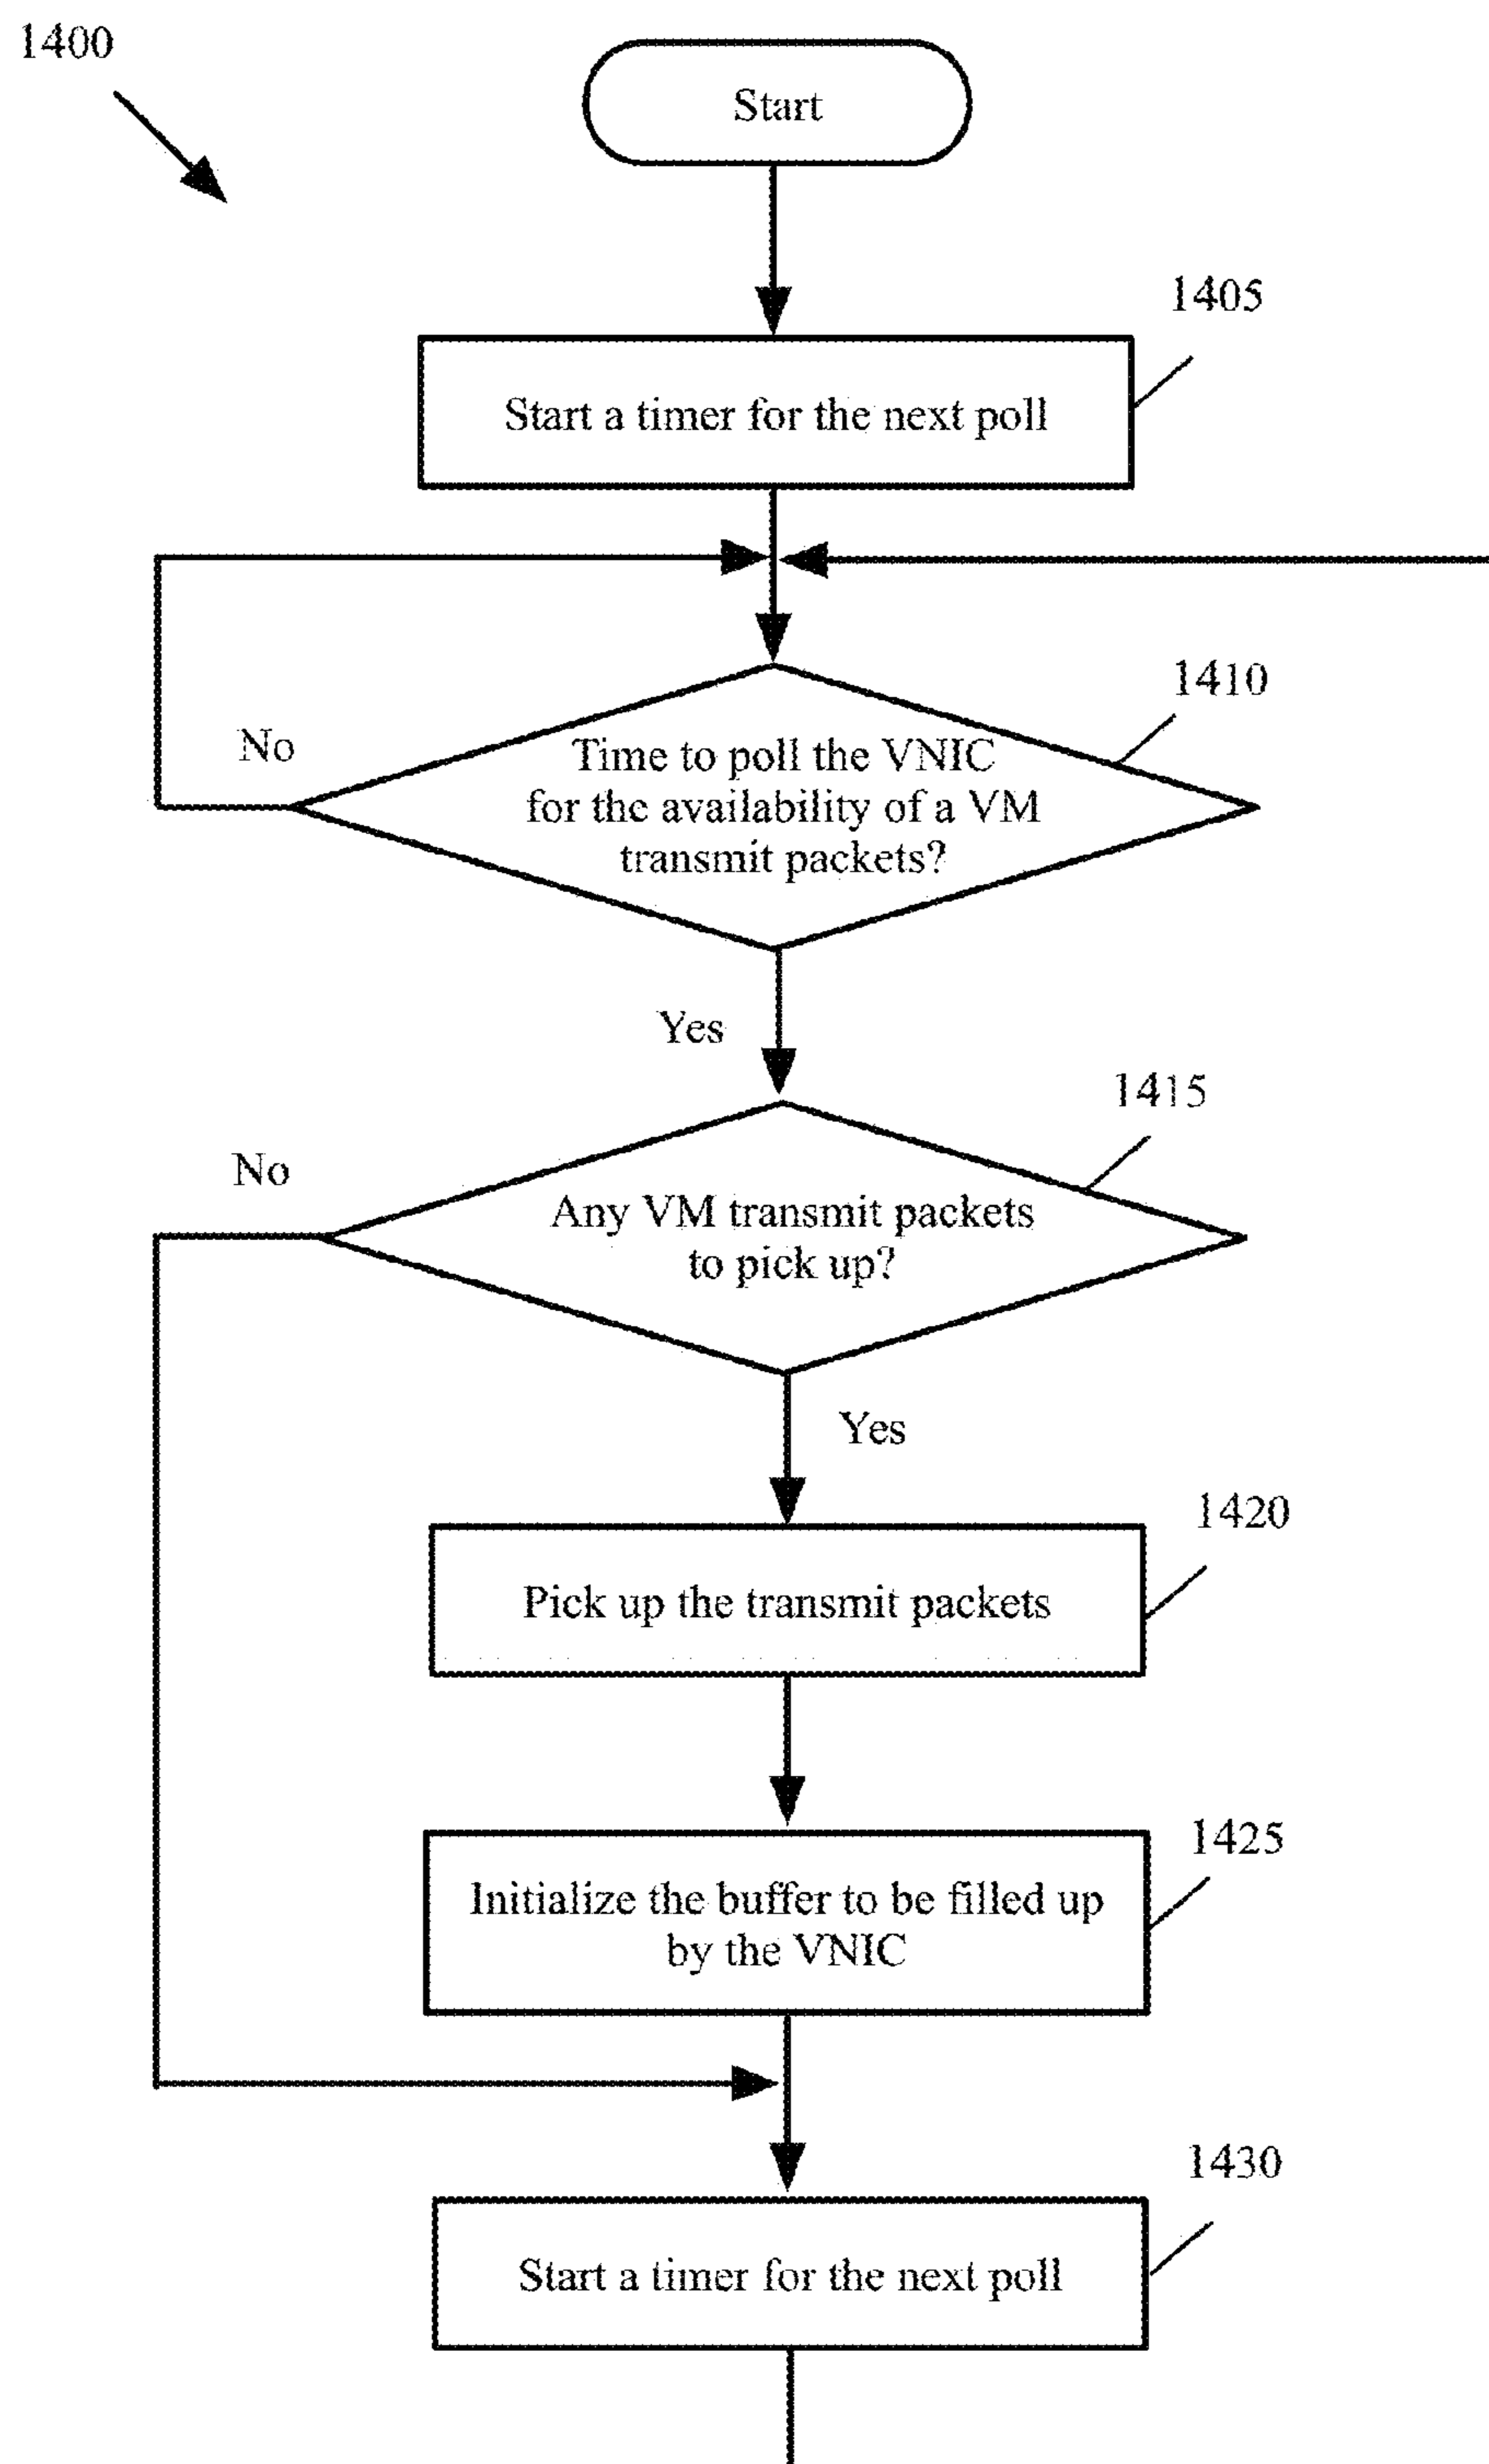 1400
Start
1405
Start a timer for the next poll
1410
No
Time to poll the VNIC
for the availability of a VM
transmit packets?
Yes
1415
No
Any VM transmit packets
to pick up?
Yes
1420
Pick up the transmit packets
1425
Initialize the buffer to be filled up
by the VNIC
1430
Start a timer for the next poll